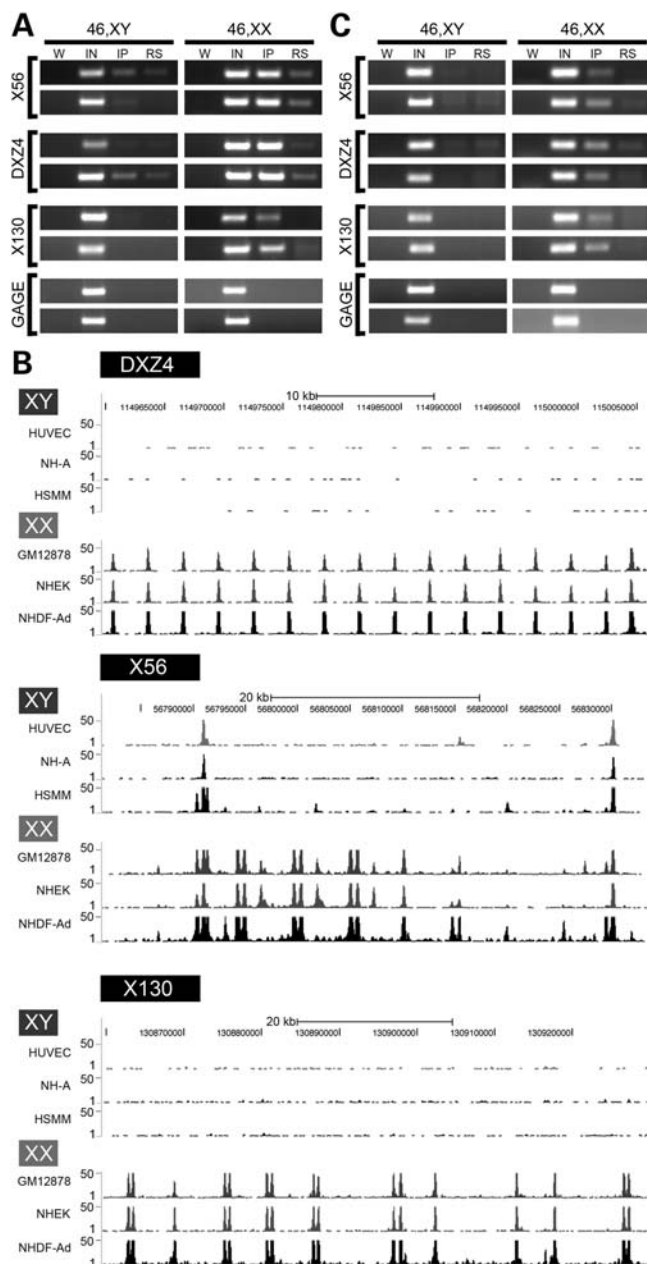 A
46,XY 46,XX
W IN IP RS W IN IP RS
X56
DXZ4
X130
GAGE
C
46,XY 46,XX
W IN IP RS W IN IP RS
X56
DXZ4
X130
GAGE
B
DXZ4
10 kb
XY
114965000 114970000 114975000 114980000 114985000 114990000 114995000 115000000 115005000
50
HUVEC
1
50
NH-A
1
50
HSMM
1
XX
GM12878
50
1
NHEK
50
1
NHDF-Ad
50
1
X56
20 kb
XY
56790000 56795000 56800000 56805000 56810000 56815000 56820000 56825000 56830000
50
HUVEC
1
50
NH-A
1
50
HSMM
1
XX
GM12878
50
1
NHEK
50
1
NHDF-Ad
50
1
X130
20 kb
XY
130870000 130880000 130890000 130900000 130910000 130920000
50
HUVEC
1
50
NH-A
1
50
HSMM
1
XX
GM12878
50
1
NHEK
50
1
NHDF-Ad
50
1